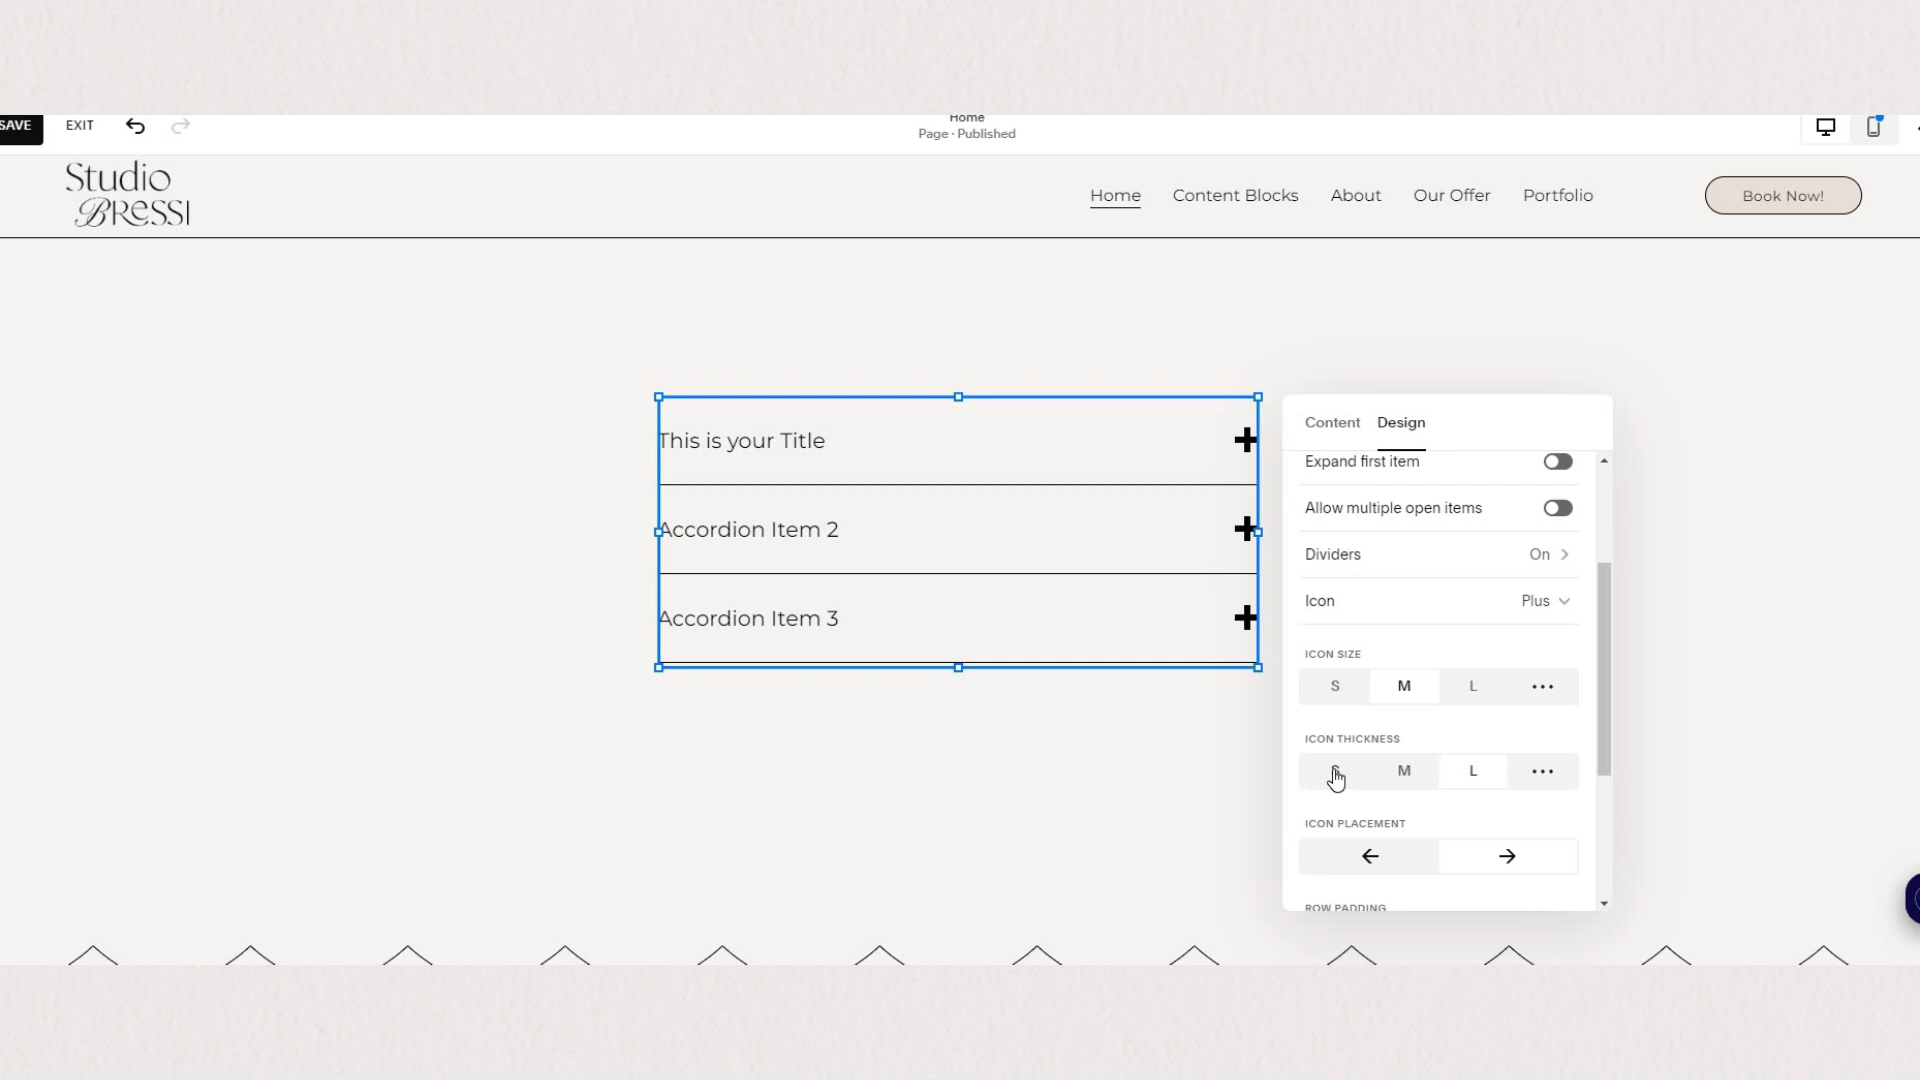 SAVE
EXIT
Home
Page · Published
Studio
BRESSI
Home
Content Blocks
About
Our Offer
Portfolio
Book Now!
This is your Title
Accordion Item 2
Accordion Item 3
Content
Design
Expand first item
Allow multiple open items
Dividers
On
Icon
Plus
ICON SIZE
S
M
L
ICON THICKNESS
S
M
L
ICON PLACEMENT
ROW PADDING